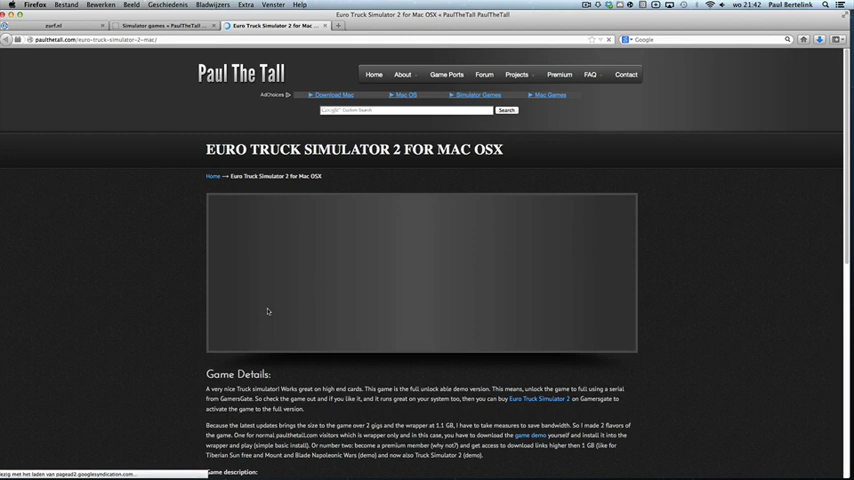 Firefox Bestand Bewerken Beeld Geschiedenis Bladwijzers Extra Venster Help wo 21:42 Paul Bertelink
Euro Truck Simulator 2 for Mac OSX « PaulTheTall PaulTheTall
zurf.nl Simulator games « PaulTheTall ... Euro Truck Simulator 2 for Mac ...
paulthetall.com/euro-truck-simulator-2-mac/ Google
Paul The Tall Home About Game Ports Forum Projects Premium FAQ Contact
AdChoices Download Mac Mac OS Simulator Games Mac Games
Google Custom Search Search
EURO TRUCK SIMULATOR 2 FOR MAC OSX
Home → Euro Truck Simulator 2 for Mac OSX
Game Details:
A very nice Truck simulator! Works great on high end cards. This game is the full unlock able demo version. This means, unlock the game to full using a serial
from GamersGate. So check the game out and if you like it, and it runs great on your system too, then you can buy Euro Truck Simulator 2 on Gamersgate to
activate the game to the full version.
Because the latest updates brings the size to the game over 2 gigs and the wrapper at 1.1 GB, I have to take measures to save bandwidth. So I made 2 flavors of
the game. One for normal paulthetall.com visitors which is wrapper only and in this case, you have to download the game demo yourself and install it into the
wrapper and play (simple basic install). Or number two: become a premium member (why not?) and get access to download links higher then 1 GB (like for
Tiberian Sun free and Mount and Blade Napoleonic Wars (demo) and now also Truck Simulator 2 (demo).
Game description:
ezig met het laden van pagead2.googlesyndication.com...